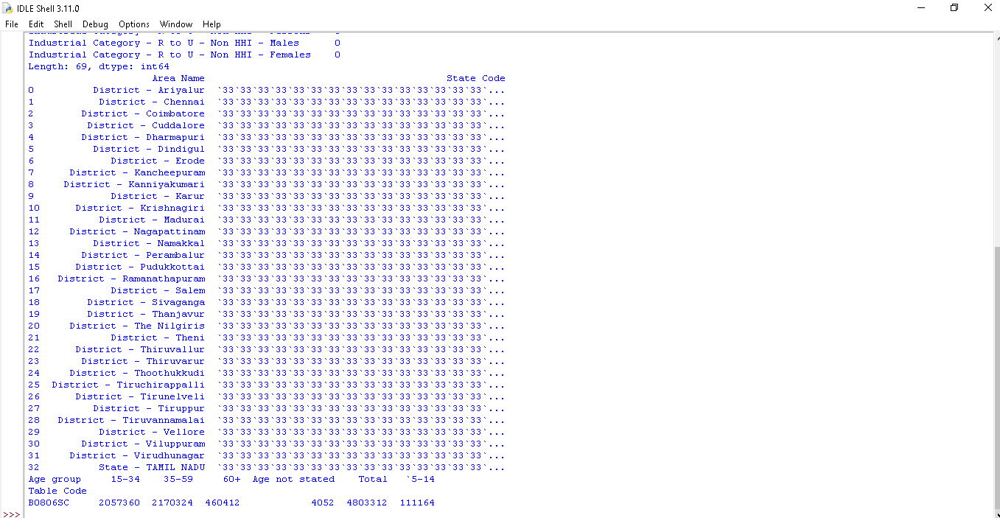 IDLE Shell 3.11.0
File Edit Shell Debug Options Window Help
Industrial Category - R to U - Non HHI - Males 0
Industrial Category - R to U - Non HHI - Females 0
Length: 69, dtype: int64
Area Name State Code
0 District - Ariyalur `33`33`33`33`33`33`33`33`33`33`33`33`33`33`33`...
1 District - Chennai `33`33`33`33`33`33`33`33`33`33`33`33`33`33`33`...
2 District - Coimbatore `33`33`33`33`33`33`33`33`33`33`33`33`33`33`33`...
3 District - Cuddalore `33`33`33`33`33`33`33`33`33`33`33`33`33`33`33`...
4 District - Dharmapuri `33`33`33`33`33`33`33`33`33`33`33`33`33`33`33`...
5 District - Dindigul `33`33`33`33`33`33`33`33`33`33`33`33`33`33`33`...
6 District - Erode `33`33`33`33`33`33`33`33`33`33`33`33`33`33`33`...
7 District - Kancheepuram `33`33`33`33`33`33`33`33`33`33`33`33`33`33`33`...
8 District - Kanniyakumari `33`33`33`33`33`33`33`33`33`33`33`33`33`33`33`...
9 District - Karur `33`33`33`33`33`33`33`33`33`33`33`33`33`33`33`...
10 District - Krishnagiri `33`33`33`33`33`33`33`33`33`33`33`33`33`33`33`...
11 District - Madurai `33`33`33`33`33`33`33`33`33`33`33`33`33`33`33`...
12 District - Nagapattinam `33`33`33`33`33`33`33`33`33`33`33`33`33`33`33`...
13 District - Namakkal `33`33`33`33`33`33`33`33`33`33`33`33`33`33`33`...
14 District - Perambalur `33`33`33`33`33`33`33`33`33`33`33`33`33`33`33`...
15 District - Pudukkottai `33`33`33`33`33`33`33`33`33`33`33`33`33`33`33`...
16 District - Ramanathapuram `33`33`33`33`33`33`33`33`33`33`33`33`33`33`33`...
17 District - Salem `33`33`33`33`33`33`33`33`33`33`33`33`33`33`33`...
18 District - Sivaganga `33`33`33`33`33`33`33`33`33`33`33`33`33`33`33`...
19 District - Thanjavur `33`33`33`33`33`33`33`33`33`33`33`33`33`33`33`...
20 District - The Nilgiris `33`33`33`33`33`33`33`33`33`33`33`33`33`33`33`...
21 District - Theni `33`33`33`33`33`33`33`33`33`33`33`33`33`33`33`...
22 District - Thiruvallur `33`33`33`33`33`33`33`33`33`33`33`33`33`33`33`...
23 District - Thiruvarur `33`33`33`33`33`33`33`33`33`33`33`33`33`33`33`...
24 District - Thoothukkudi `33`33`33`33`33`33`33`33`33`33`33`33`33`33`33`...
25 District - Tiruchirappalli `33`33`33`33`33`33`33`33`33`33`33`33`33`33`33`...
26 District - Tirunelveli `33`33`33`33`33`33`33`33`33`33`33`33`33`33`33`...
27 District - Tiruppur `33`33`33`33`33`33`33`33`33`33`33`33`33`33`33`...
28 District - Tiruvannamalai `33`33`33`33`33`33`33`33`33`33`33`33`33`33`33`...
29 District - Vellore `33`33`33`33`33`33`33`33`33`33`33`33`33`33`33`...
30 District - Viluppuram `33`33`33`33`33`33`33`33`33`33`33`33`33`33`33`...
31 District - Virudhunagar `33`33`33`33`33`33`33`33`33`33`33`33`33`33`33`...
32 State - TAMIL NADU `33`33`33`33`33`33`33`33`33`33`33`33`33`33`33`...
Age group 15-34 35-59 60+ Age not stated Total `5-14
Table Code
B0806SC 2057360 2170324 460412 4052 4803312 111164
>>>